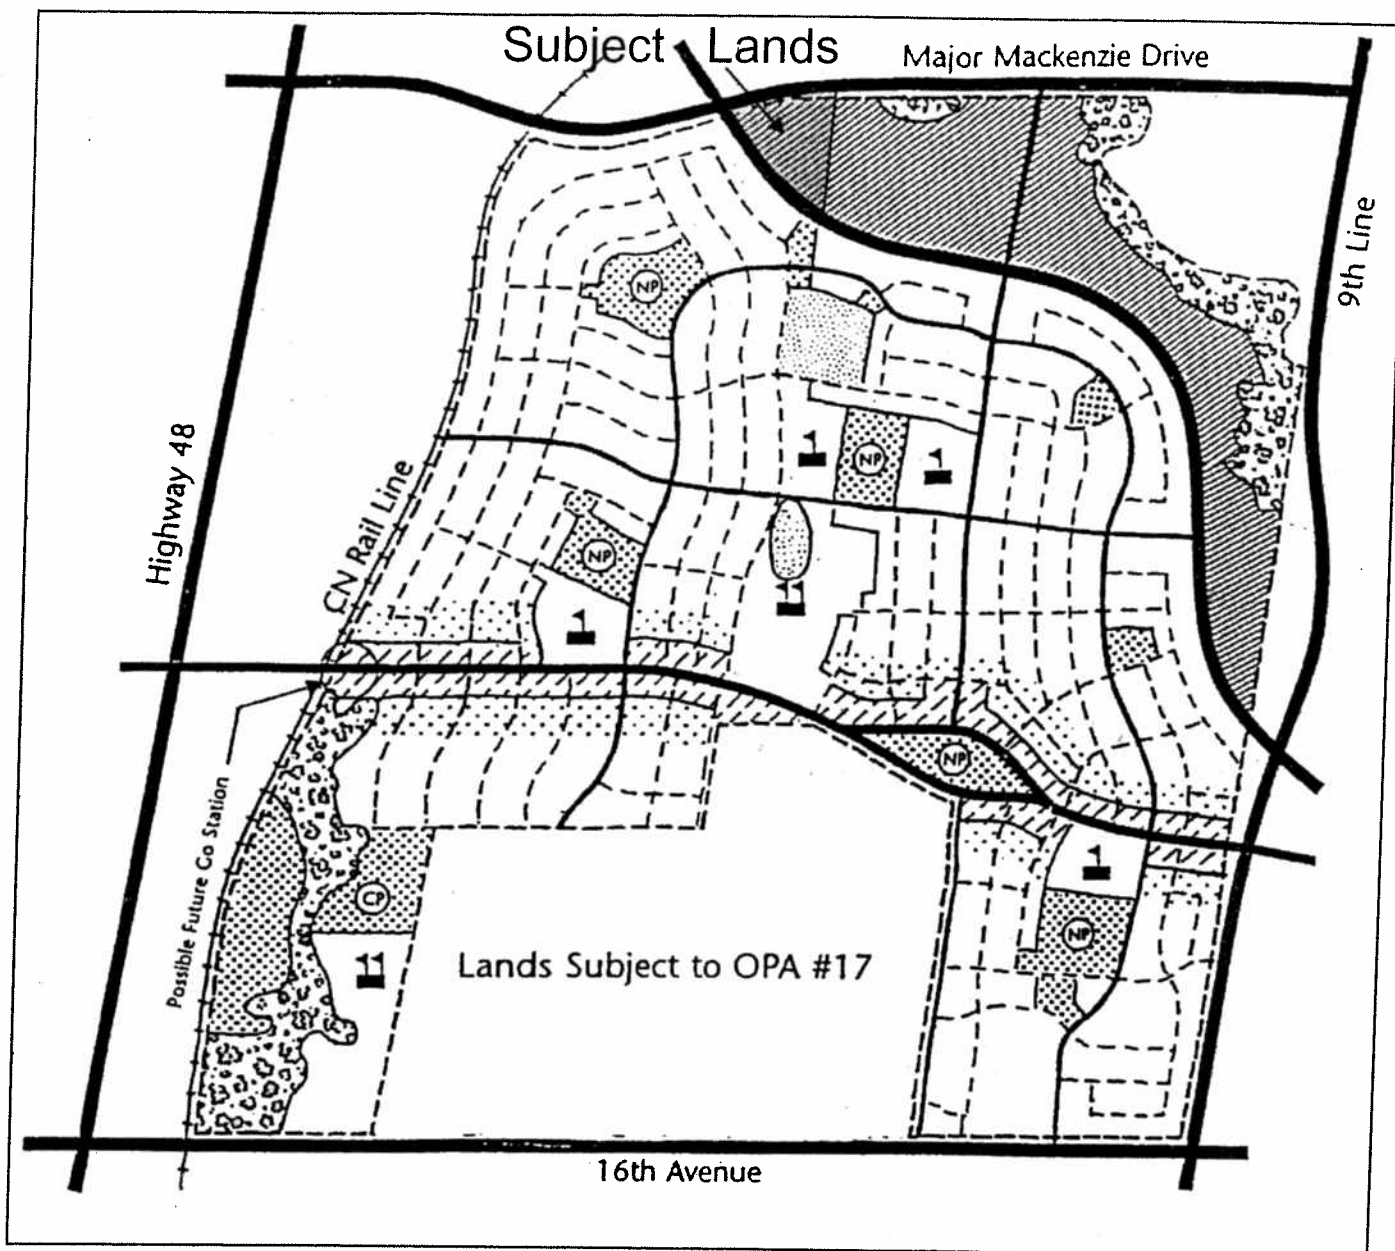 Subject Lands
Major Mackenzie Drive
9th Line
NP
Highway 48
NP
CN Rail Line
NP
NP
Possible Future Go Station
CP
NP
Lands Subject to OPA #17
16th Avenue